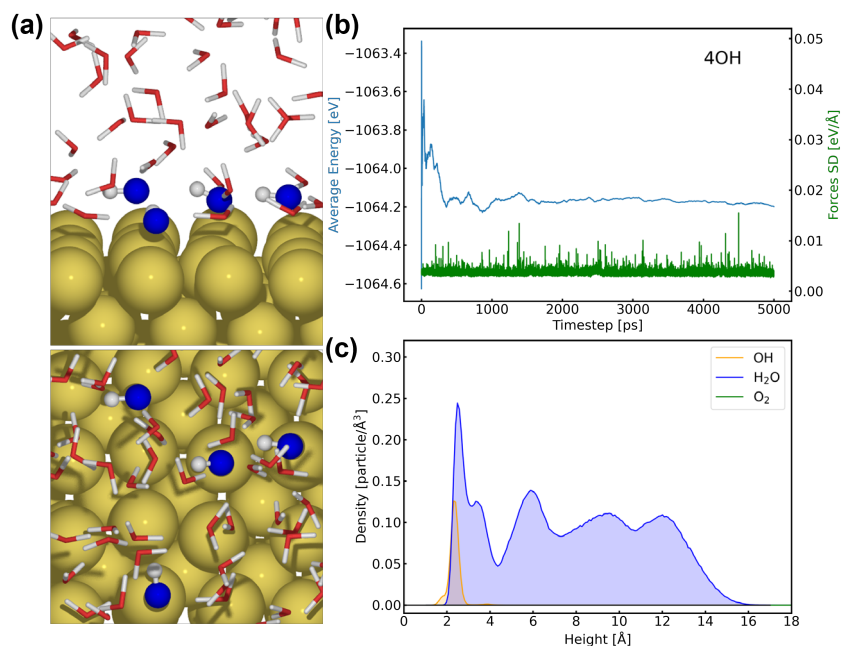 (a)
(b)
4OH
Average Energy [eV]
−1063.4
−1063.6
−1063.8
−1064.0
−1064.2
−1064.4
−1064.6
0.05
0.04
0.03
0.02
0.01
0.00
Forces SD [eV/Å]
0 1000 2000 3000 4000 5000
Timestep [ps]
(c)
OH
H₂O
O₂
Density [particle/Å³]
0.30
0.25
0.20
0.15
0.10
0.05
0.00
0 2 4 6 8 10 12 14 16 18
Height [Å]